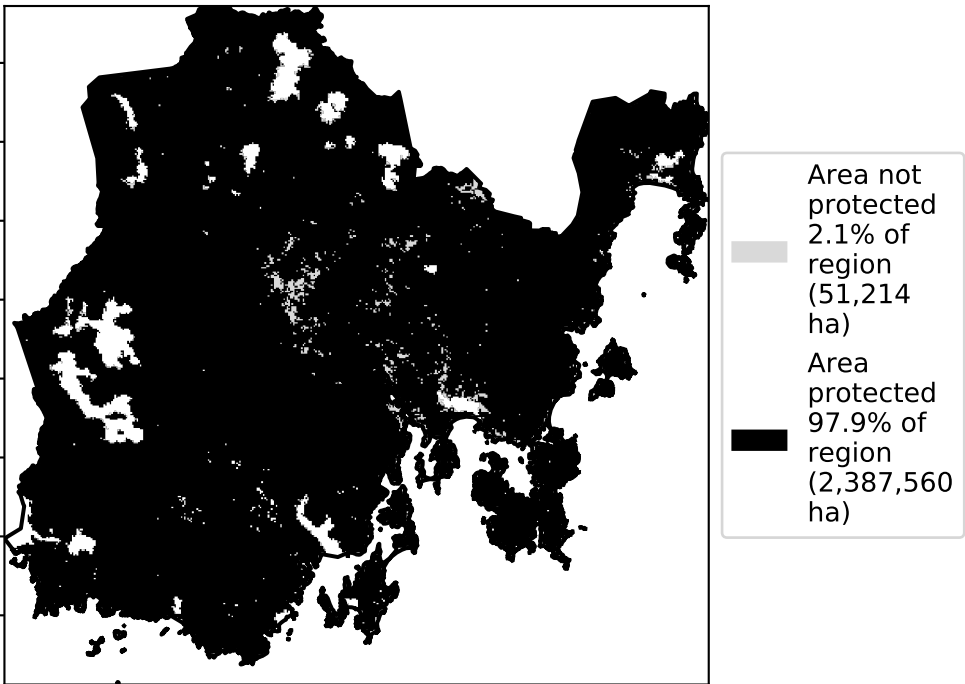 Area not
protected
2.1% of
region
(51,214
ha)
Area
protected
97.9% of
region
(2,387,560
ha)